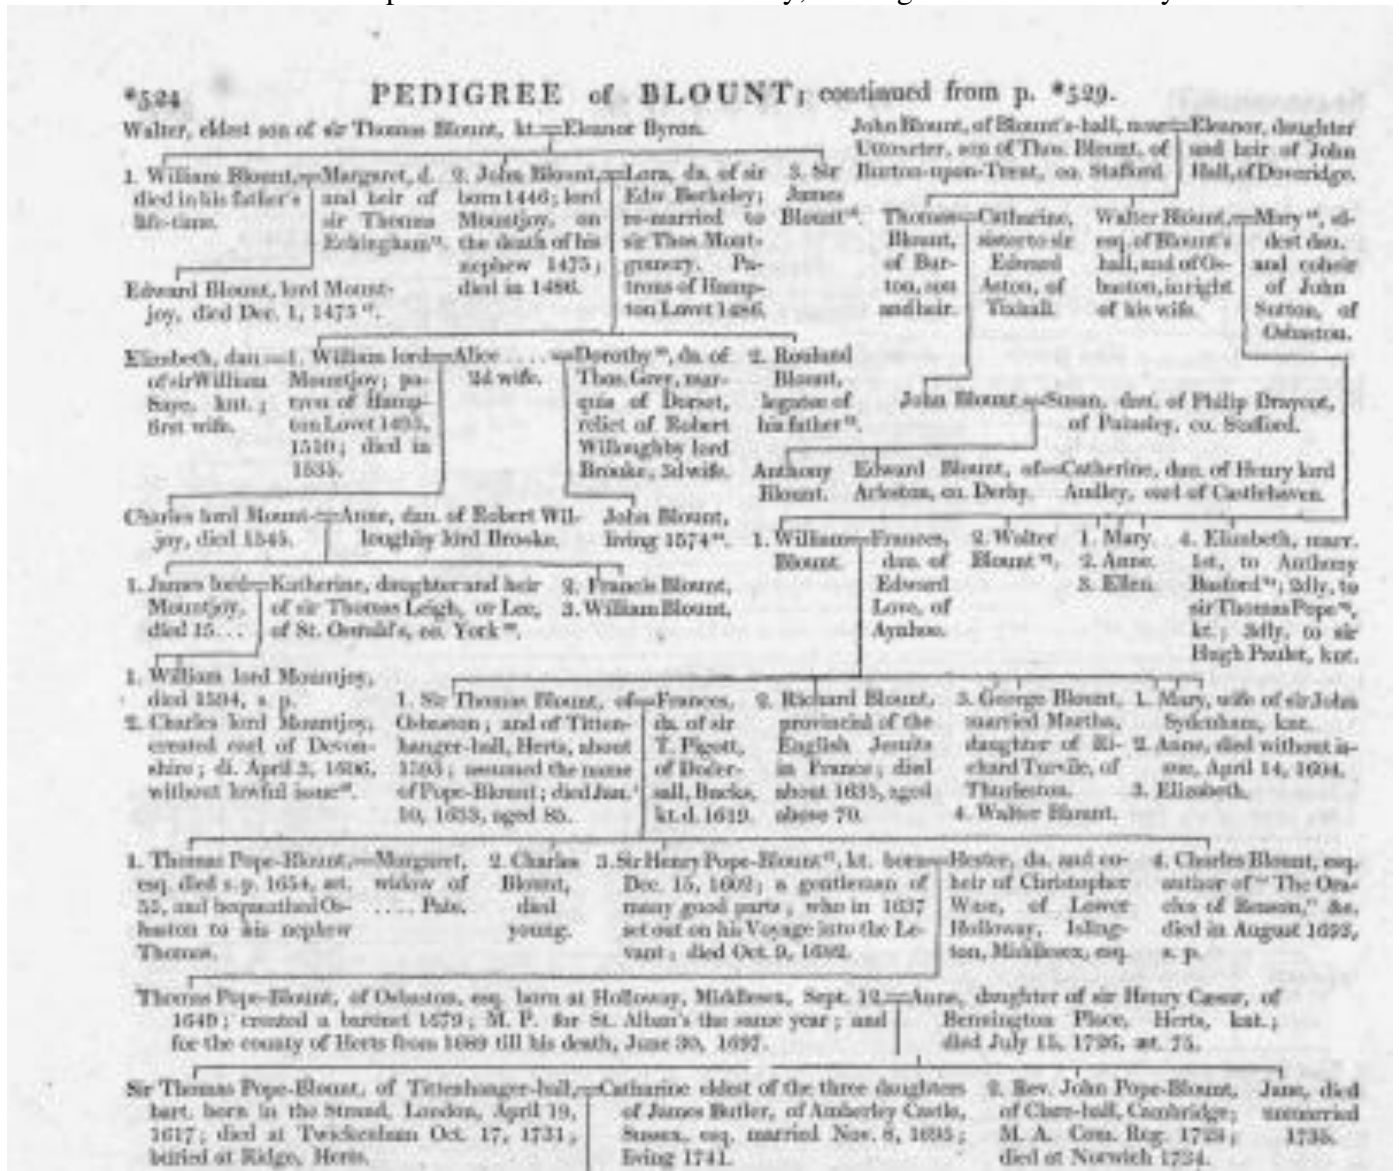 *524 PEDIGREE of BLOUNT; continued from p. *529.
Walter, eldest son of sir Thomas Blount, kt.=Eleanor Byron.
John Blount, of Blount's-hall, near=Eleanor, daughter
Uttoxeter, son of Thos. Blount, of and heir of John
Burton-upon-Trent, co. Stafford. Hall, of Doveridge.
1. William Blount,=Margaret, d.
died in his father's and heir of
life-time. sir Thomas
Echingham
2. John Blount,=Lora, da. of sir
born 1446; lord Edw. Berkeley;
Mountjoy, on re-married to
the death of his sir Thos. Mont-
nephew 1475; gomery. Pa-
died in 1486. trons of Hamp-
ton Lovet 1486.
3. Sir
James
Blount
Thomas=Catharine,
Blount, sister to sir
of Bur- Edward
ton, son Aston, of
and heir. Tixhall.
Walter Blount,=Mary, el-
esq. of Blount's dest dau.
hall, and of Os- and coheir
baston, in right of John
of his wife. Sutton, of
Osbaston.
Edward Blount, lord Mount-
joy, died Dec. 1, 1475
Elizabeth, dau.=1. William lord=Alice ....=Dorothy, da. of
of sir William Mountjoy; pa- 2d wife. Thos. Grey, mar-
Saye, knt.; tron of Hamp- quis of Dorset,
first wife. ton Lovet relict of Robert
1510; died in Willoughby lord
1535. Brooke, 3d wife.
2. Rouland
Blount,
legatee of
his father
John Blount=Susan, dau. of Philip Draycot,
of Painsley, co. Stafford.
Anthony Edward Blount, of=Catherine, dau. of Henry lord
Blount. Arleston, co. Derby. Audley, earl of Castlehaven.
Charles lord Mount-=Anne, dau. of Robert Wil-
joy, died 1545. loughby lord Brooke.
John Blount,
living 1574
1. William=Frances,
Blount. dau. of
Edward
Love, of
Aynhoe.
2. Walter
Blount
1. Mary.
2. Anne.
3. Ellen.
4. Elizabeth, marr.
1st, to Anthony
Basford; 2dly, to
sir Thomas Pope,
kt.; 3dly, to sir
Hugh Paulet, knt.
1. James lord=Katherine, daughter and heir
Mountjoy, of sir Thomas Leigh, or Lee,
died 15... of St. Oswald's, co. York
2. Francis Blount,
3. William Blount,
1. William lord Mountjoy,
died 1594, s. p.
2. Charles lord Mountjoy,
created earl of Devon-
shire; di. April 3, 1606,
without lawful issue
1. Sir Thomas Blount, of=Frances,
Osbaston; and of Titten- da. of sir
hanger-hall, Herts, about T. Pigott,
1593; assumed the name of Doder-
of Pope-Blount; died Jan. sall, Bucks,
10, 1633, aged 85. kt. d. 1619.
2. Richard Blount,
provincial of the
English Jesuits
in France; died
about 1635, aged
above 70.
3. George Blount,
married Martha,
daughter of Ri-
chard Turvile, of
Thurleston.
4. Walter Blount.
1. Mary, wife of sir John
Sydenham, knt.
2. Anne, died without is-
sue, April 14, 1604.
3. Elizabeth.
1. Thomas Pope-Blount,=Margaret,
esq. died s.p. 1654, æt. widow of
55, and bequeathed Os- .... Pate.
baston to his nephew
Thomas.
2. Charles
Blount,
died
young.
3. Sir Henry Pope-Blount, kt. born=Hester, da. and co-
Dec. 15, 1602; a gentleman of heir of Christopher
many good parts, who in 1637 Wase, of Lower
set out on his Voyage into the Le- Holloway, Isling-
vant; died Oct. 9, 1682. ton, Middlesex, esq.
4. Charles Blount, esq.
author of "The Ora-
cles of Reason," &c.
died in August 1693,
s. p.
Thomas Pope-Blount, of Osbaston, esq. born at Holloway, Middlesex, Sept. 12=Anne, daughter of sir Henry Cæsar, of
1649; created a baronet 1679; M. P. for St. Alban's the same year; and Bensington Place, Herts, knt.;
for the county of Herts from 1689 till his death, June 30, 1697. died July 15, 1726, æt. 75.
Sir Thomas Pope-Blount, of Tittenhanger-hall,=Catharine eldest of the three daughters
bart. born in the Strand, London, April 19, of James Butler, of Amberley Castle,
1617; died at Twickenham Oct. 17, 1731; Sussex, esq. married Nov. 8, 1695;
buried at Ridge, Herts. living 1741.
2. Rev. John Pope-Blount,
of Clare-hall, Cambridge;
M. A. Com. Reg. 1728;
died at Norwich 1734.
Jane, died
unmarried
1735.